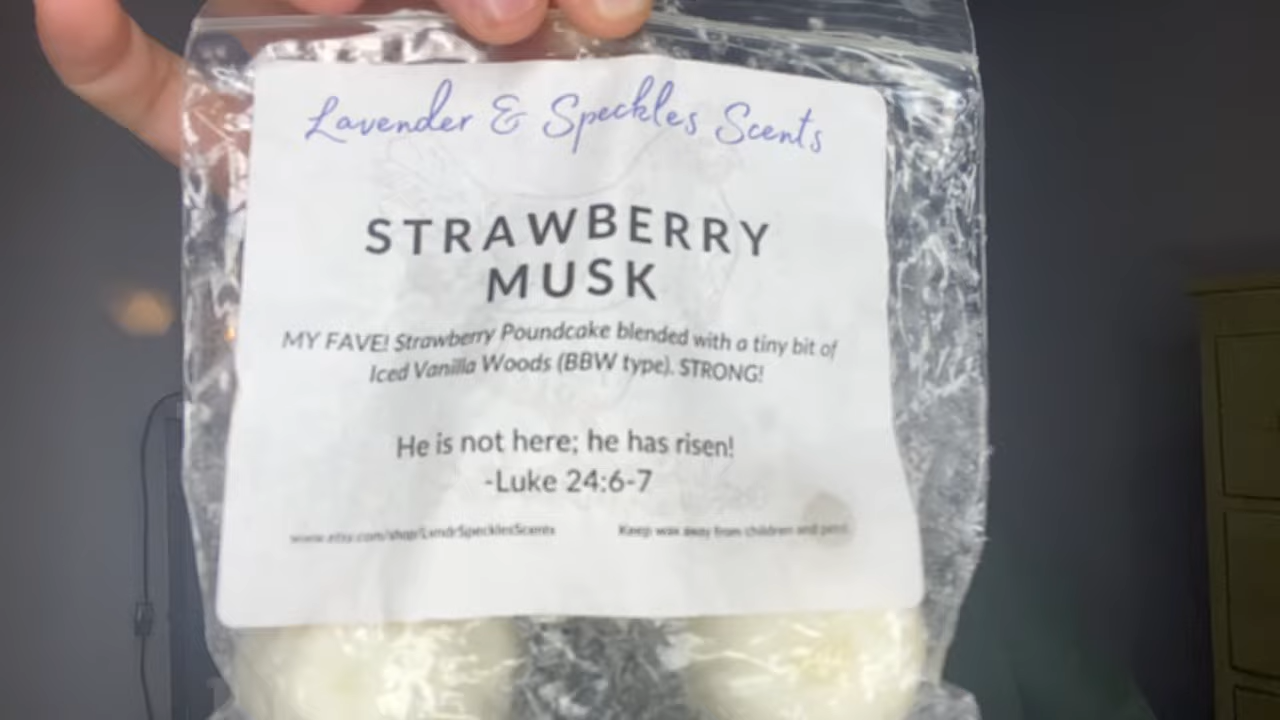 Lavender & Speckles Scents
STRAWBERRY
MUSK
MY FAVE! Strawberry Poundcake blended with a tiny bit of
Iced Vanilla Woods (BBW type). STRONG!
He is not here; he has risen!
-Luke 24:6-7
Keep wax away from children and pets.